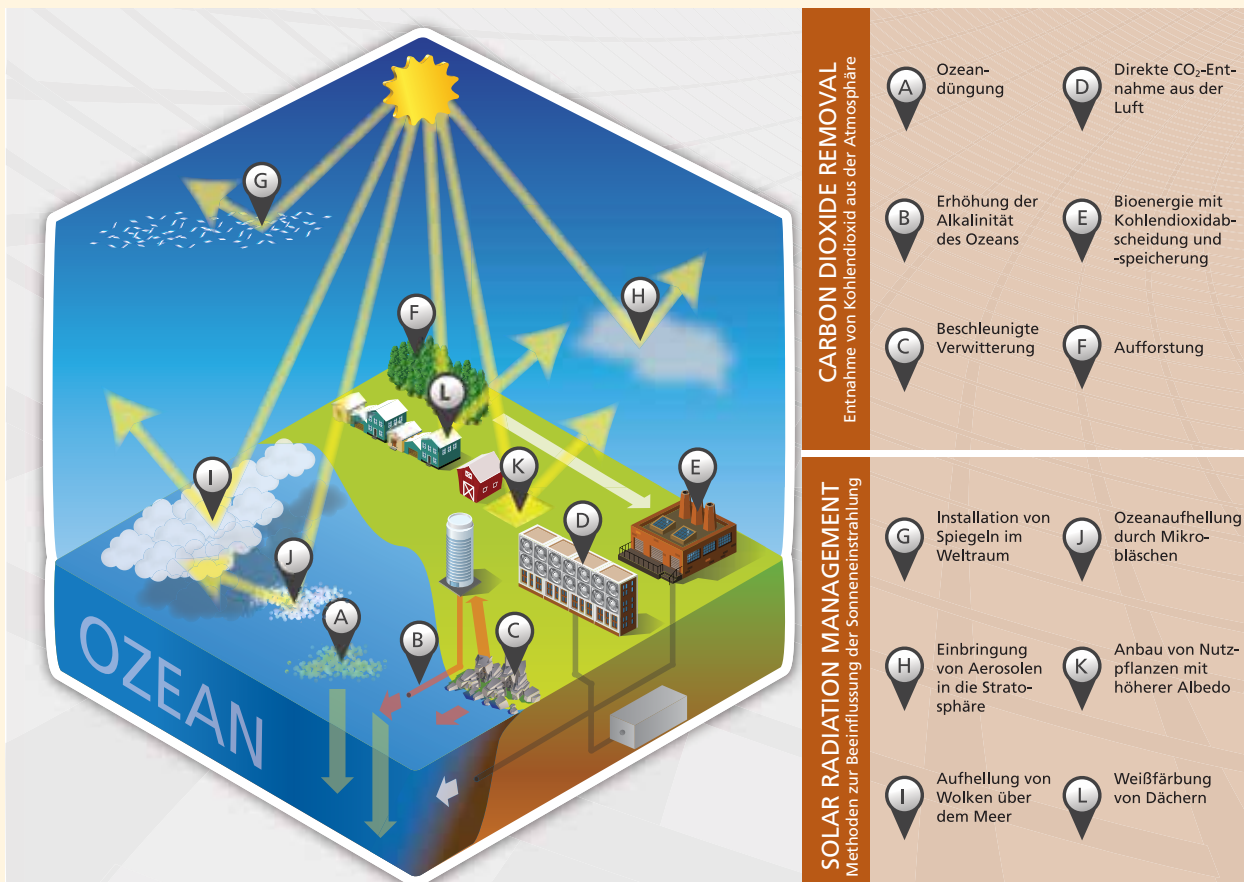 G
H
F
L
I
K
E
D
J
A
B
C
OZEAN
CARBON DIOXIDE REMOVAL
Entnahme von Kohlendioxid aus der Atmosphäre
A
Ozean-
düngung
D
Direkte CO₂-Ent-
nahme aus der
Luft
B
Erhöhung der
Alkalinität
des Ozeans
E
Bioenergie mit
Kohlendioxidab-
scheidung und
-speicherung
C
Beschleunigte
Verwitterung
F
Aufforstung
SOLAR RADIATION MANAGEMENT
Methoden zur Beeinflussung der Sonneneinstrahlung
G
Installation von
Spiegeln im
Weltraum
J
Ozeanaufhellung
durch Mikro-
bläschen
H
Einbringung
von Aerosolen
in die Strato-
sphäre
K
Anbau von Nutz-
pflanzen mit
höherer Albedo
I
Aufhellung von
Wolken über
dem Meer
L
Weißfärbung
von Dächern